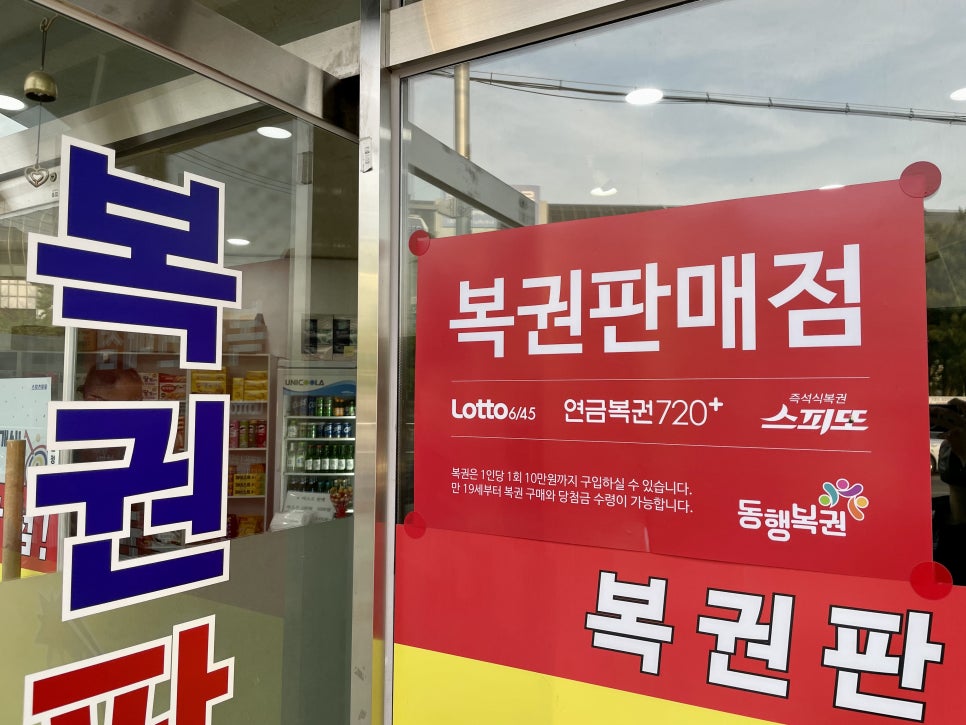 복권판
복권판매점
Lotto 6/45
연금복권720+
즉석식복권
스피또
복권은 1인당 1회 10만원까지 구입하실 수 있습니다.
만 19세부터 복권 구매와 당첨금 수령이 가능합니다.
동행복권
복권판
UNICOOLA